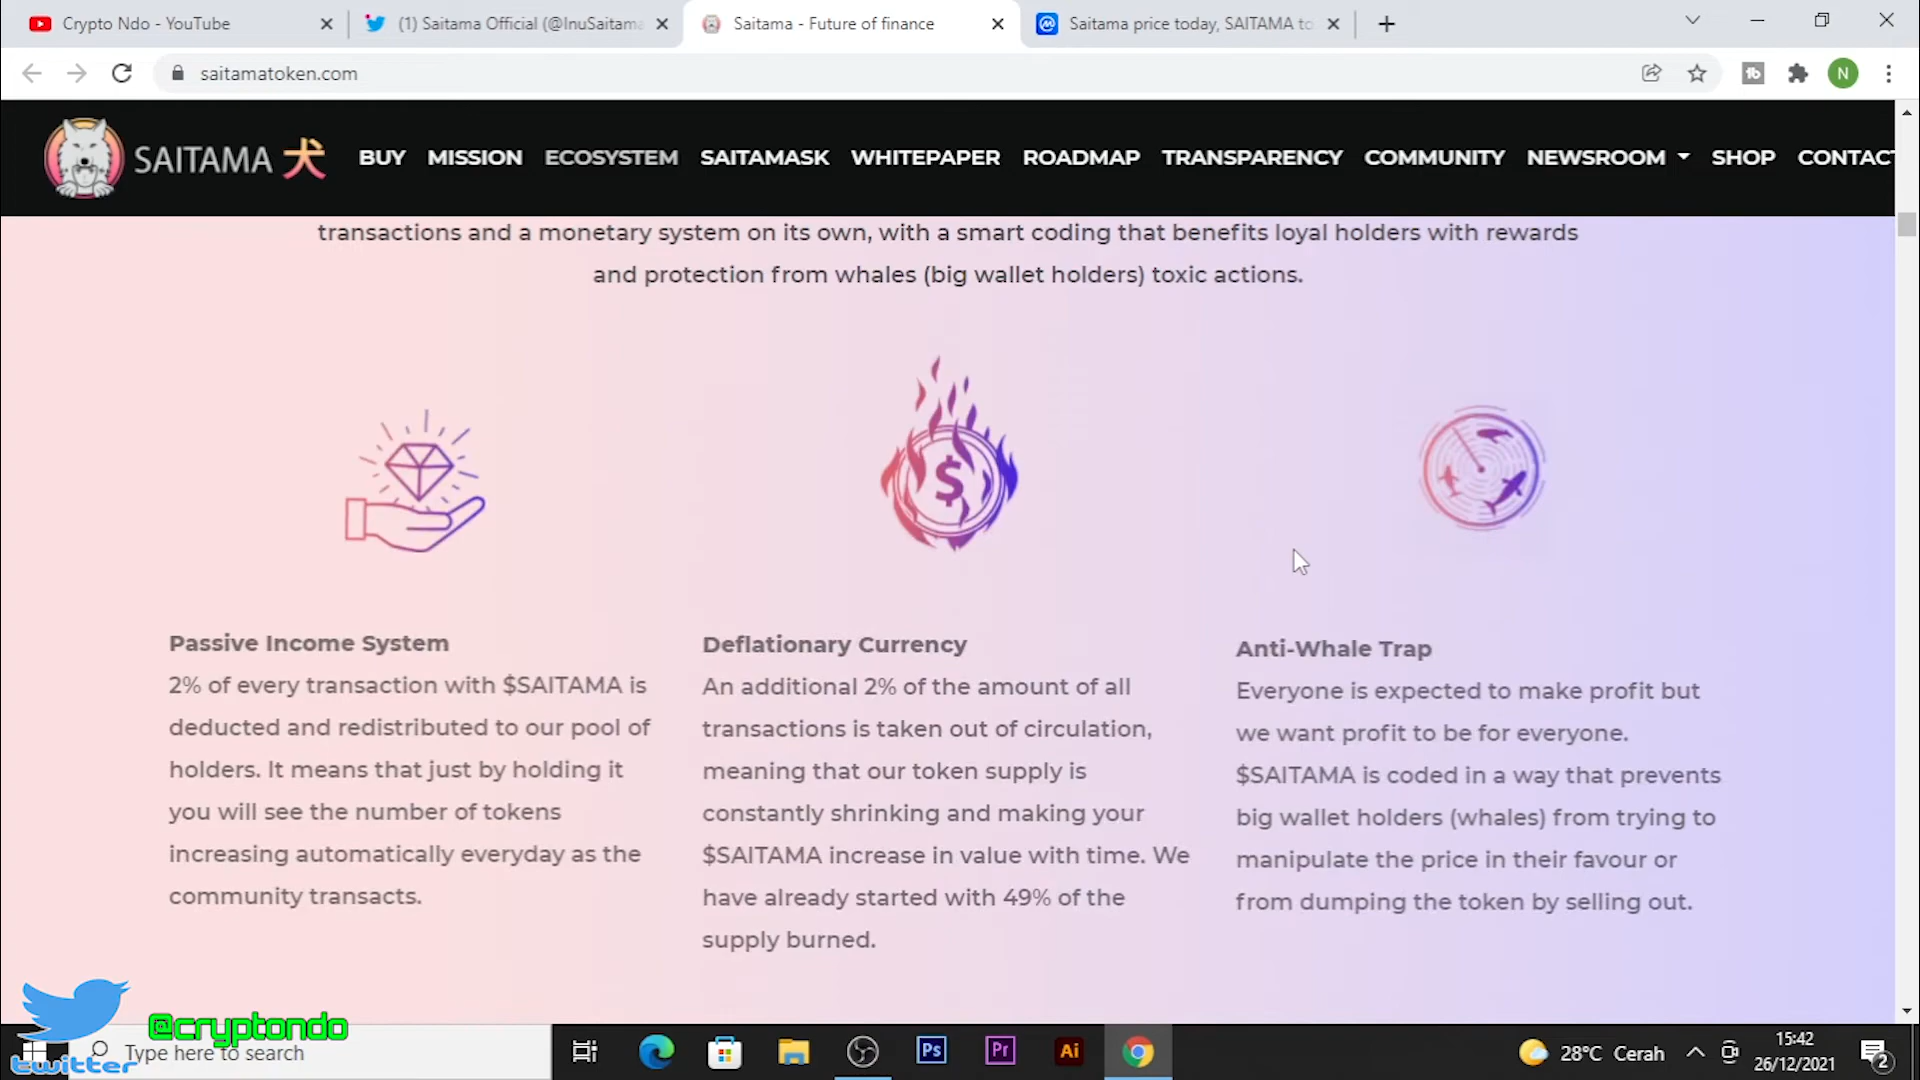 Crypto Ndo - YouTube
(1) Saitama Official (@InuSaitama
Saitama - Future of finance
Saitama price today, SAITAMA to
saitamatoken.com
N
SAITAMA 犬
BUY MISSION ECOSYSTEM SAITAMASK WHITEPAPER ROADMAP TRANSPARENCY COMMUNITY NEWSROOM SHOP CONTACT
transactions and a monetary system on its own, with a smart coding that benefits loyal holders with rewards
and protection from whales (big wallet holders) toxic actions.
$
Passive Income System
2% of every transaction with $SAITAMA is
deducted and redistributed to our pool of
holders. It means that just by holding it
you will see the number of tokens
increasing automatically everyday as the
community transacts.
Deflationary Currency
An additional 2% of the amount of all
transactions is taken out of circulation,
meaning that our token supply is
constantly shrinking and making your
$SAITAMA increase in value with time. We
have already started with 49% of the
supply burned.
Anti-Whale Trap
Everyone is expected to make profit but
we want profit to be for everyone.
$SAITAMA is coded in a way that prevents
big wallet holders (whales) from trying to
manipulate the price in their favour or
from dumping the token by selling out.
@cryptondo
twitter
Type here to search
Ps
Pr
Ai
28°C Cerah
15:42
26/12/2021
2